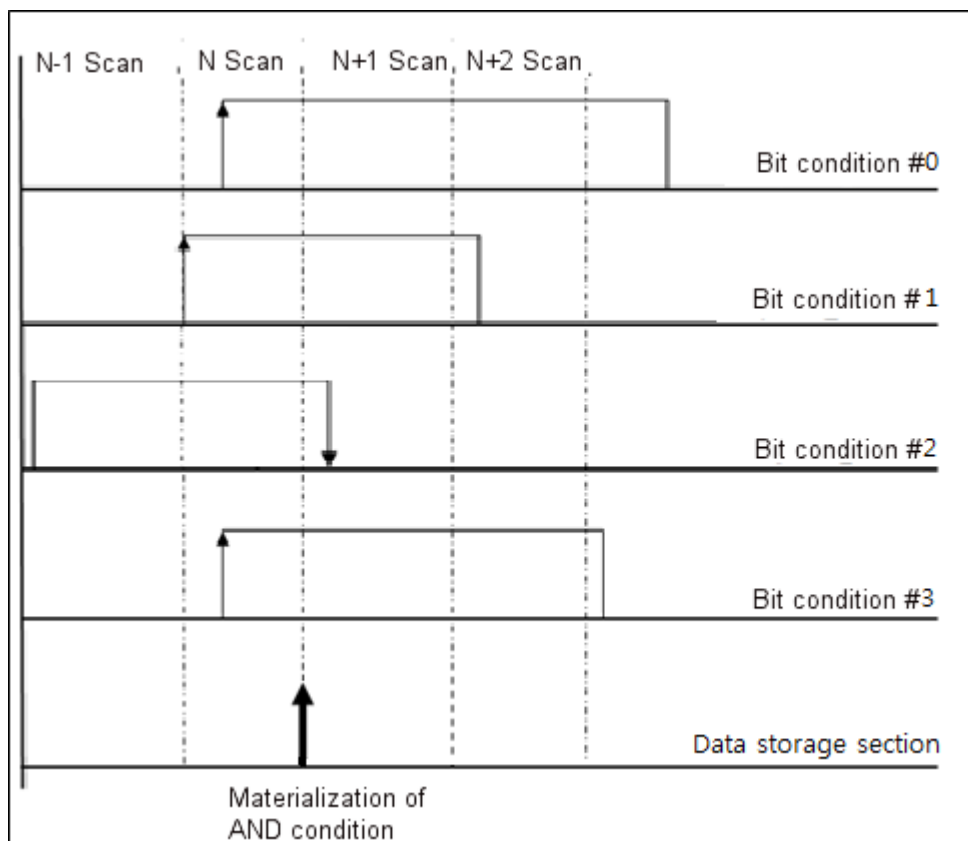 N-1 Scan N Scan N+1 Scan N+2 Scan
Bit condition #0
Bit condition #1
Bit condition #2
Bit condition #3
Data storage section
Materialization of
AND condition